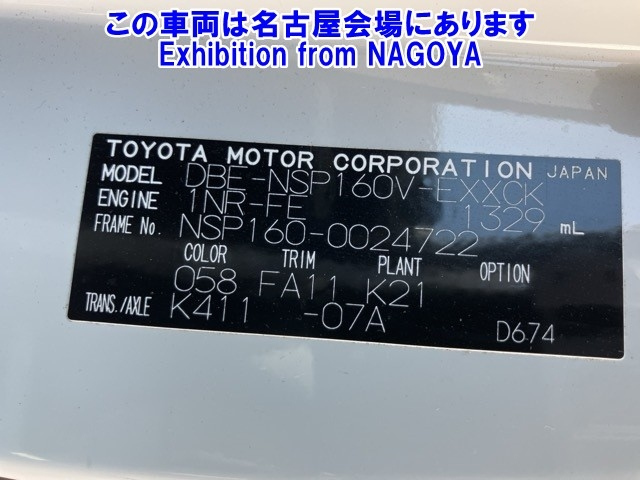 この車両は名古屋会場にあります
Exhibition from NAGOYA
TOYOTA MOTOR CORPORATION JAPAN
MODEL DBE-NSP160V-EXXCK
ENGINE 1NR-FE 1329 mL
FRAME No. NSP160-0024722
COLOR TRIM PLANT OPTION
058 FA11 K21
TRANS./AXLE K411 -07A D674